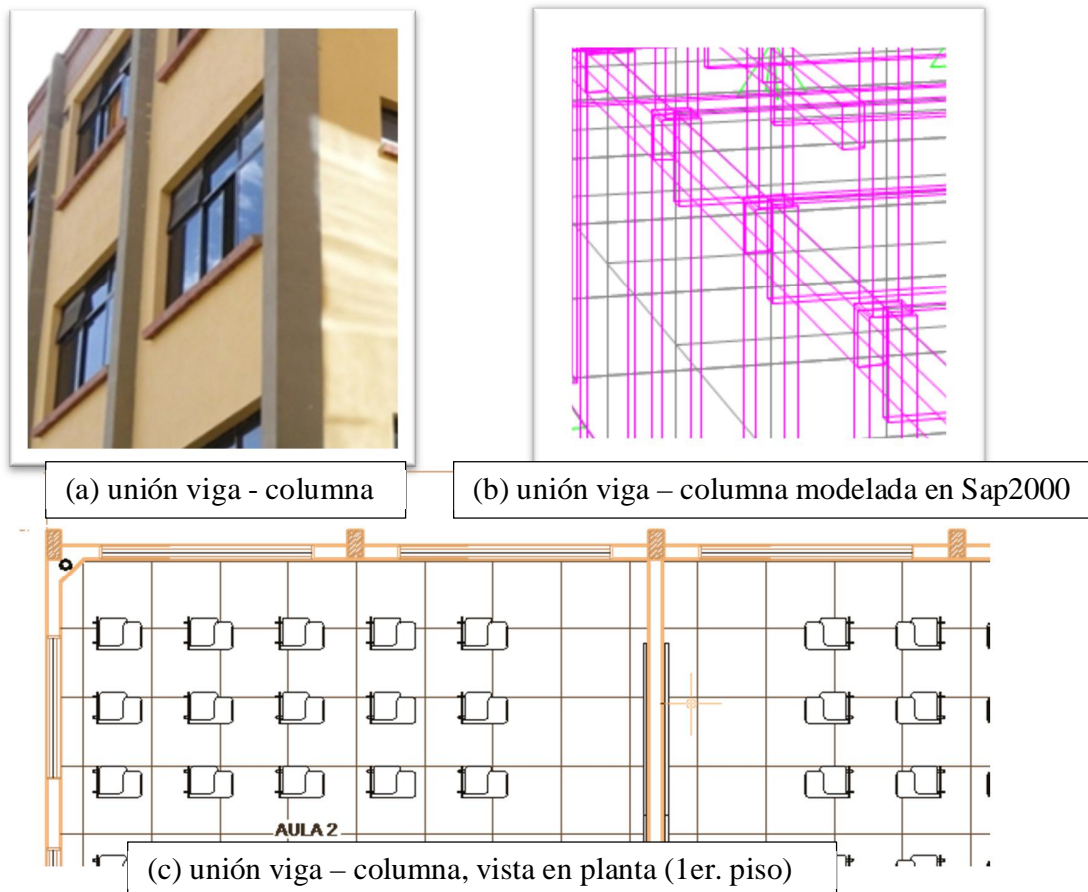 (a) unión viga - columna
(b) unión viga – columna modelada en Sap2000
AULA 2
(c) unión viga – columna, vista en planta (1er. piso)